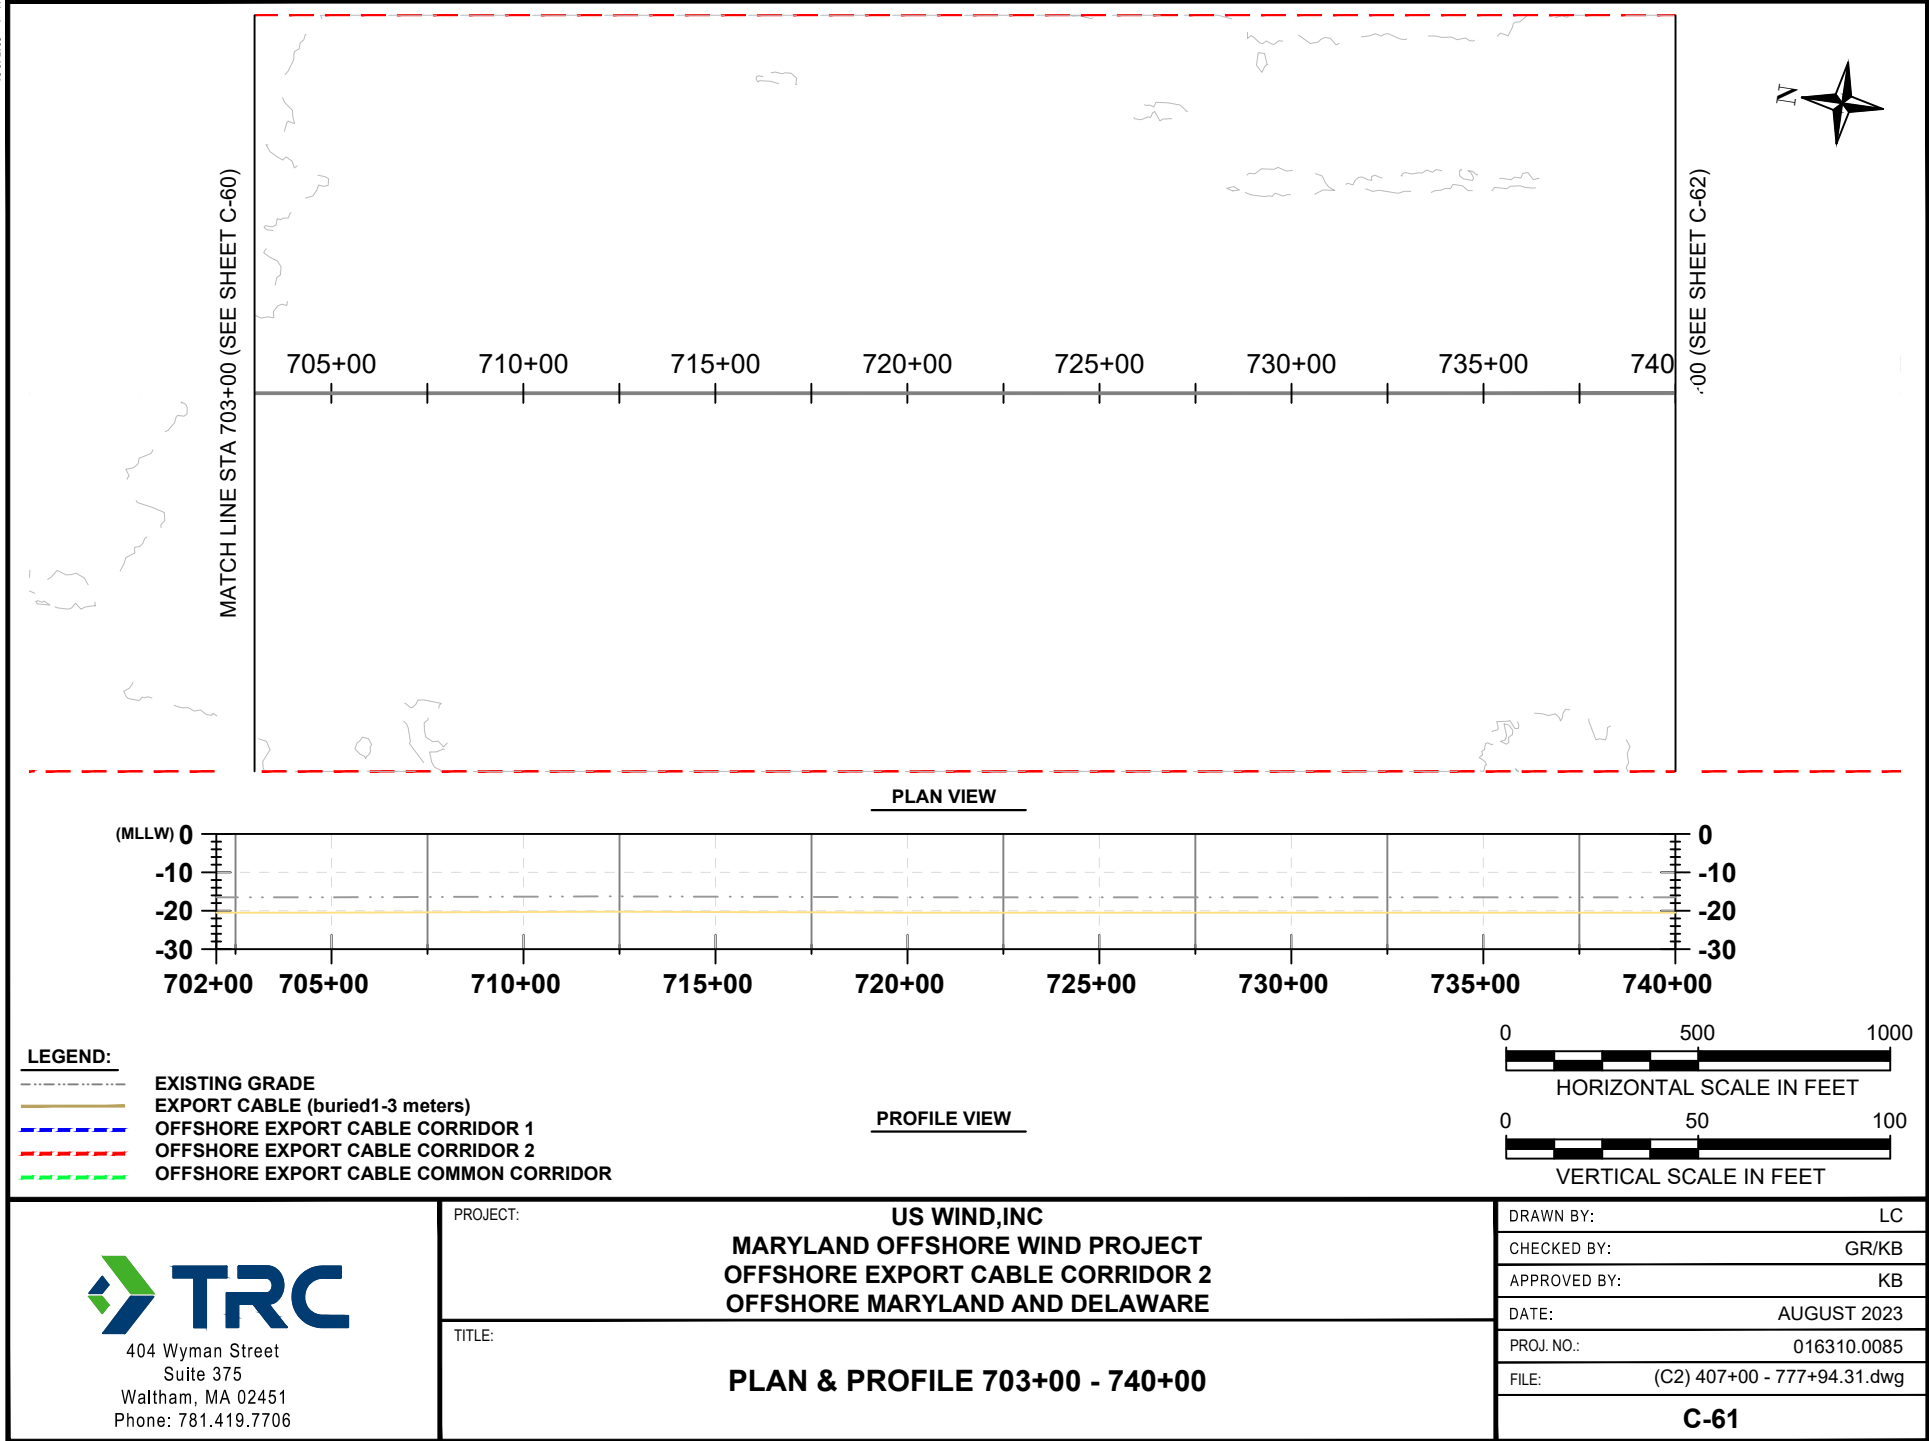 N
MATCH LINE STA 703+00 (SEE SHEET C-60)
705+00 710+00 715+00 720+00 725+00 730+00 735+00 740
+00 (SEE SHEET C-62)
PLAN VIEW
(MLLW) 0 0
-10 -10
-20 -20
-30 -30
702+00 705+00 710+00 715+00 720+00 725+00 730+00 735+00 740+00
LEGEND:
EXISTING GRADE
EXPORT CABLE (buried1-3 meters)
OFFSHORE EXPORT CABLE CORRIDOR 1
OFFSHORE EXPORT CABLE CORRIDOR 2
OFFSHORE EXPORT CABLE COMMON CORRIDOR
PROFILE VIEW
0 500 1000
HORIZONTAL SCALE IN FEET
0 50 100
VERTICAL SCALE IN FEET
TRC
404 Wyman Street
Suite 375
Waltham, MA 02451
Phone: 781.419.7706
PROJECT:
US WIND,INC
MARYLAND OFFSHORE WIND PROJECT
OFFSHORE EXPORT CABLE CORRIDOR 2
OFFSHORE MARYLAND AND DELAWARE
TITLE:
PLAN & PROFILE 703+00 - 740+00
DRAWN BY: LC
CHECKED BY: GR/KB
APPROVED BY: KB
DATE: AUGUST 2023
PROJ. NO.: 016310.0085
FILE: (C2) 407+00 - 777+94.31.dwg
C-61